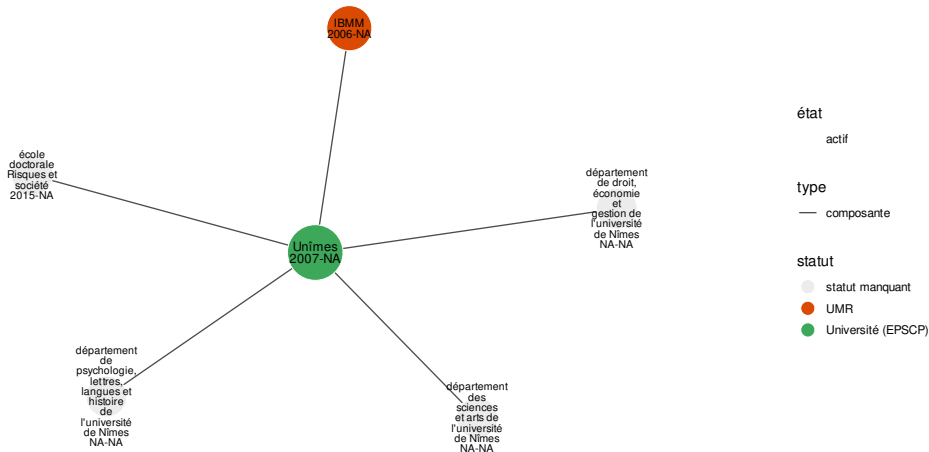 IBMM
2006-NA
école
doctorale
Risques et
société
2015-NA
département
de droit,
économie
et
gestion de
l'université
de Nîmes
NA-NA
Unîmes
2007-NA
département
de
psychologie,
lettres,
langues et
histoire
de
l'université
de Nîmes
NA-NA
département
des
sciences
et arts de
l'université
de Nîmes
NA-NA
état
actif
type
composante
statut
statut manquant
UMR
Université (EPSCP)